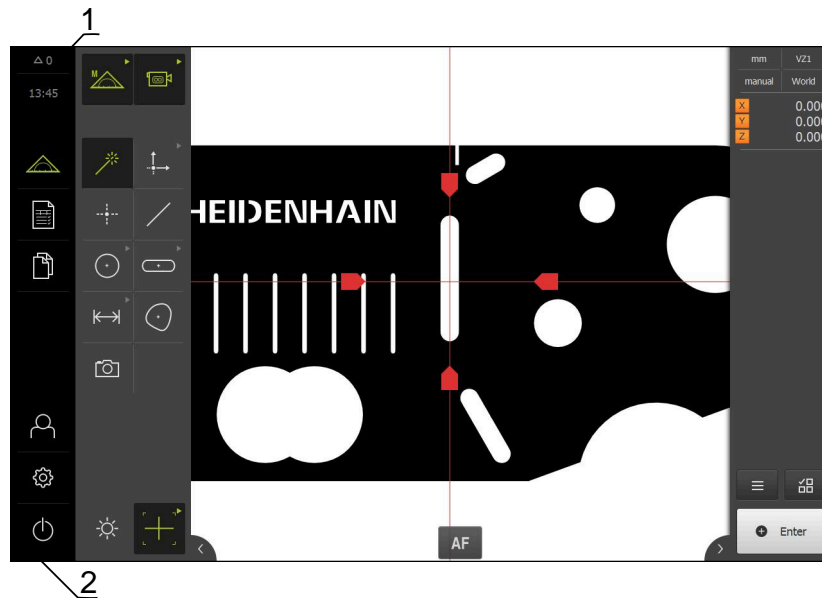 1
0
13:45
M
mm VZ1
manual World
X 0.00
Y 0.00
Z 0.00
HEIDENHAIN
AF
Enter
2